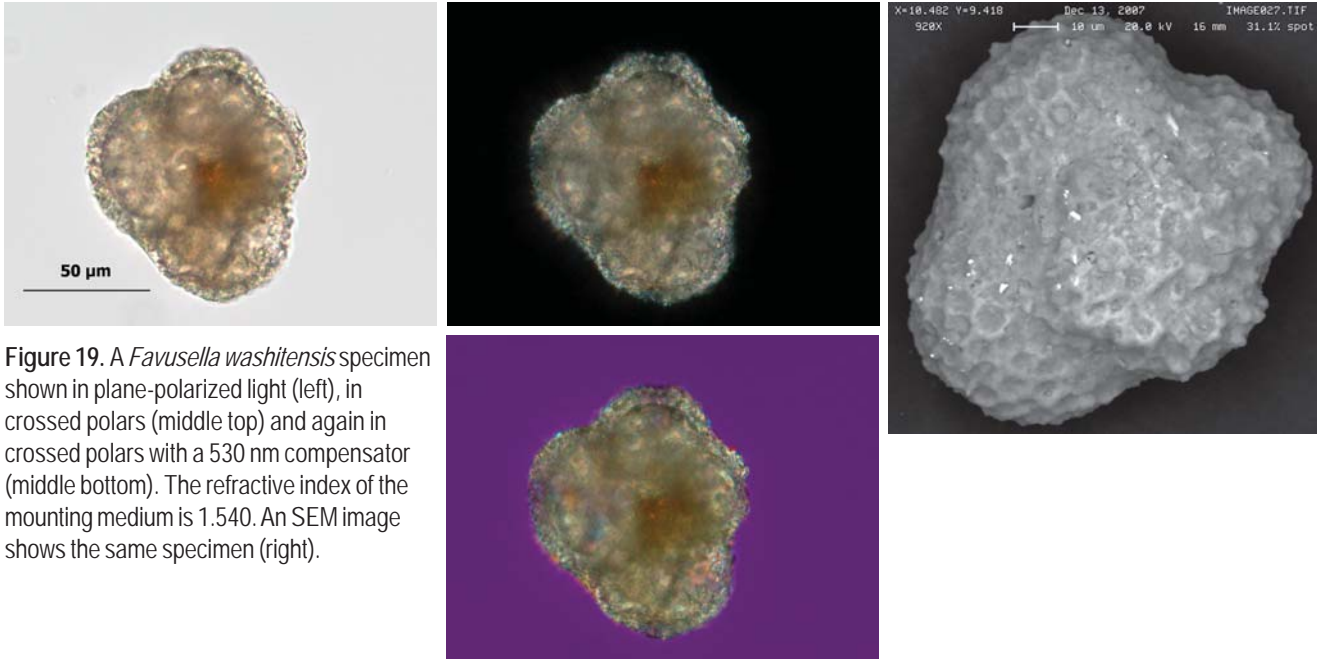 50 µm
X=10.482 Y=9.418 Dec 13, 2007 IMAGE027.TIF
920X 10 um 20.0 kV 16 mm 31.1% spot
Figure 19. A Favusella washitensis specimen
shown in plane-polarized light (left), in
crossed polars (middle top) and again in
crossed polars with a 530 nm compensator
(middle bottom). The refractive index of the
mounting medium is 1.540. An SEM image
shows the same specimen (right).